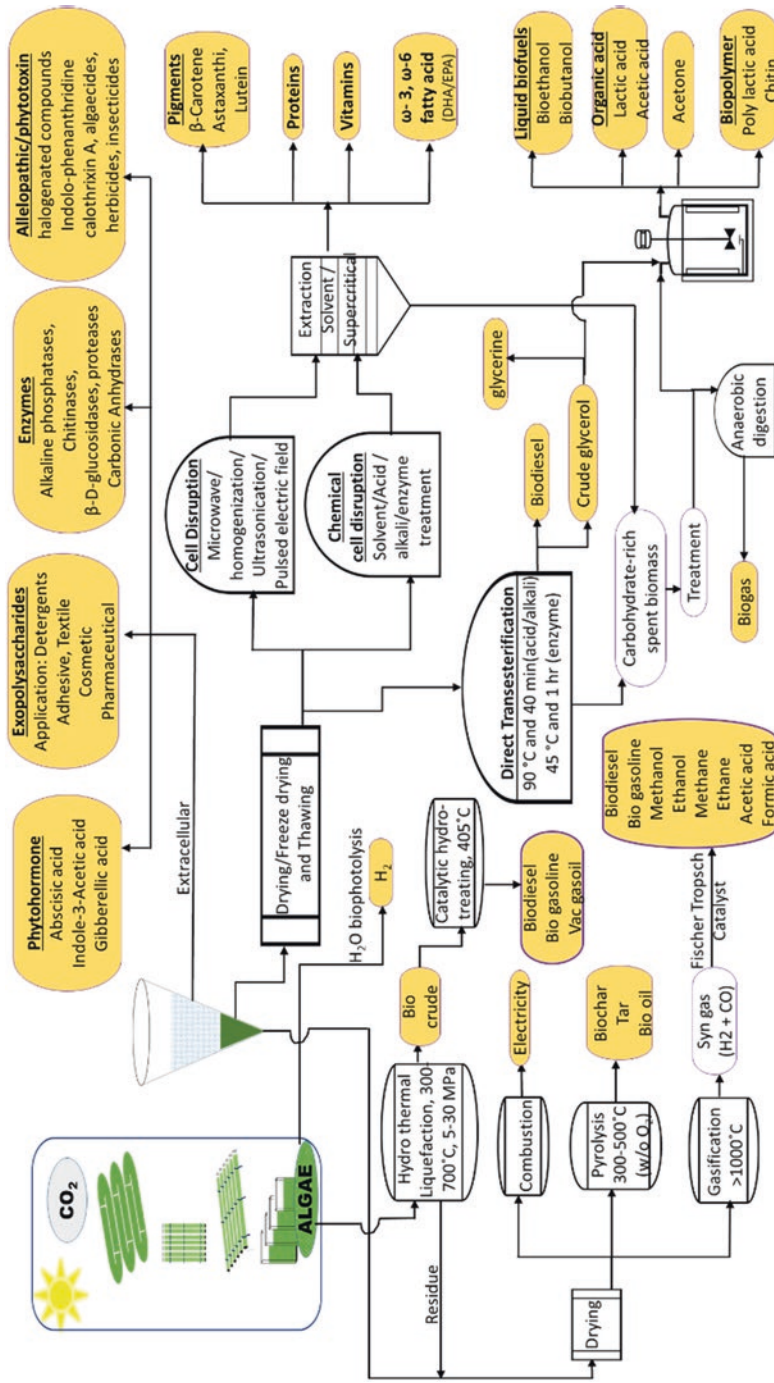 CO2
ALGAE
Phytohormone
Abscisic acid
Indole-3-Acetic acid
Gibberellic acid
Exopolysaccharides
Application: Detergents
Adhesive, Textile
Cosmetic
Pharmaceutical
Enzymes
Alkaline phosphatases,
Chitinases,
β-D-glucosidases, proteases
Carbonic Anhydrases
Allelopathic/phytotoxin
halogenated compounds
Indolo-phenanthridine
calothrixin A, algaecides,
herbicides, insecticides
Extracellular
Drying/Freeze drying
and Thawing
Cell Disruption
Microwave/
homogenization/
Ultrasonication/
Pulsed electric field
Chemical
cell disruption
Solvent/Acid /
alkali/enzyme
treatment
Extraction
Solvent /
Supercritical
Pigments
β-Carotene
Astaxanthi,
Lutein
Proteins
Vitamins
ω- 3, ω-6
fatty acid
(DHA/EPA)
H2O biophotolysis
H2
Direct Transesterification
90 °C and 40 min(acid/alkali)
45 °C and 1 hr (enzyme)
Biodiesel
Crude glycerol
glycerine
Carbohydrate-rich
spent biomass
Treatment
Anaerobic
digestion
Biogas
Liquid biofuels
Bioethanol
Biobutanol
Organic acid
Lactic acid
Acetic acid
Acetone
Biopolymer
Poly lactic acid
Chitin
Hydro thermal
Liquefaction, 300-
700˚C, 5-30 MPa
Bio
crude
Catalytic hydro-
treating, 405˚C
Biodiesel
Bio gasoline
Vac gasoil
Residue
Drying
Combustion
Electricity
Pyrolysis
300-500˚C
(w/o O2)
Biochar
Tar
Bio oil
Gasification
>1000˚C
Syn gas
(H2 + CO)
Fischer Tropsch
Catalyst
Biodiesel
Bio gasoline
Methanol
Ethanol
Methane
Ethane
Acetic acid
Formic acid